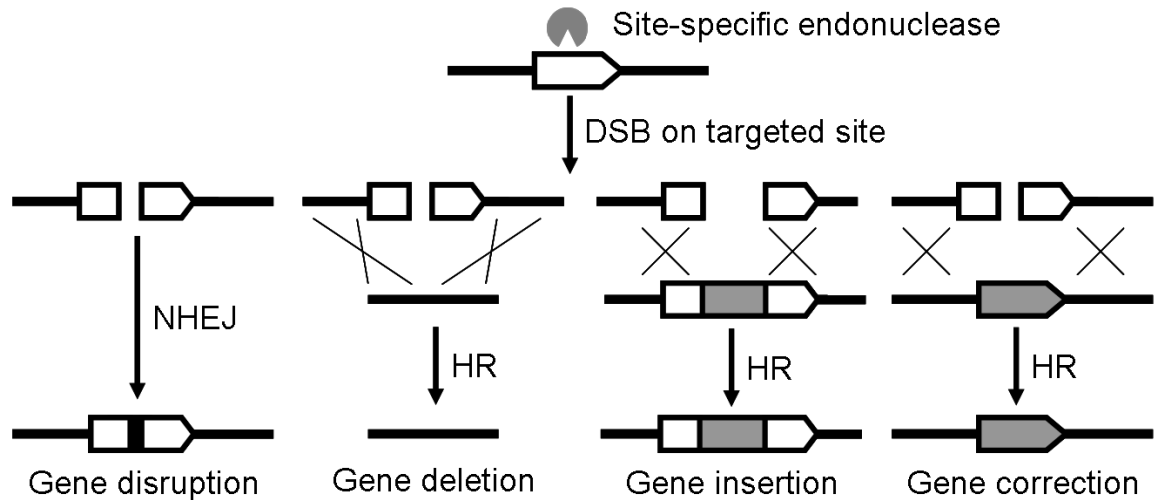 Site-specific endonuclease
DSB on targeted site
NHEJ
HR
HR
HR
Gene disruption
Gene deletion
Gene insertion
Gene correction